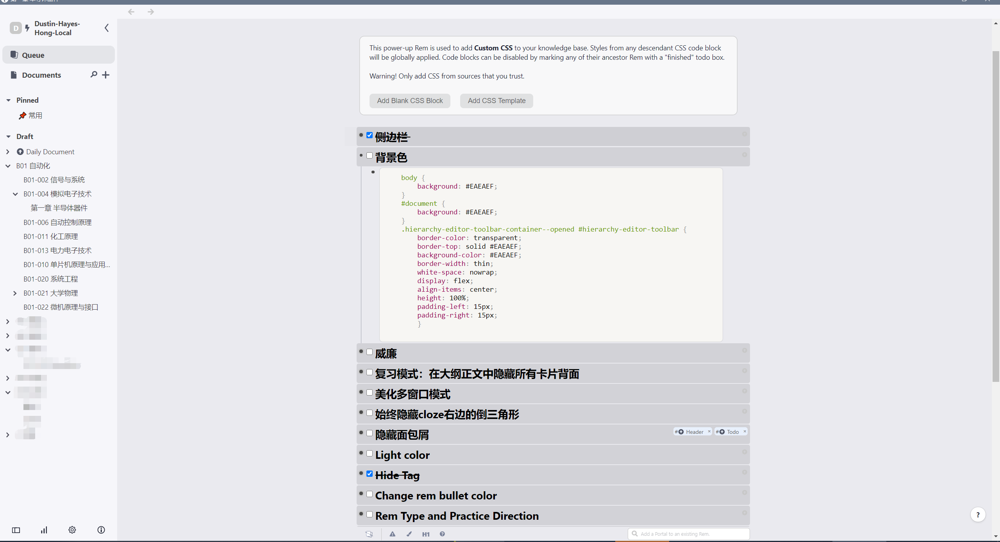 Dustin-Hayes-
Hong-Local
D
Queue
Documents
Pinned
常用
Draft
Daily Document
B01 自动化
B01-002 信号与系统
B01-004 模拟电子技术
第一章 半导体器件
B01-006 自动控制原理
B01-011 化工原理
B01-013 电力电子技术
B01-010 单片机原理与应用...
B01-020 系统工程
B01-021 大学物理
B01-022 微机原理与接口
This power-up Rem is used to add Custom CSS to your knowledge base. Styles from any descendant CSS code block
will be globally applied. Code blocks can be disabled by marking any of their ancestor Rem with a "finished" todo box.
Warning! Only add CSS from sources that you trust.
Add Blank CSS Block Add CSS Template
侧边栏
背景色
body {
background: #EAEAEF;
}
#document {
background: #EAEAEF;
}
.hierarchy-editor-toolbar-container--opened #hierarchy-editor-toolbar {
border-color: transparent;
border-top: solid #EAEAEF;
background-color: #EAEAEF;
border-width: thin;
white-space: nowrap;
display: flex;
align-items: center;
height: 100%;
padding-left: 15px;
padding-right: 15px;
}
威廉
复习模式：在大纲正文中隐藏所有卡片背面
美化多窗口模式
始终隐藏cloze右边的倒三角形
隐藏面包屑 # Header × # Todo ×
Light color
Hide Tag
Change rem bullet color
Rem Type and Practice Direction
H1 Add a Portal to an existing Rem.
?